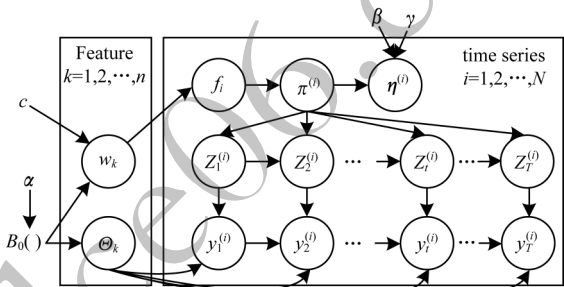 β γ
Feature
k=1,2,⋯,n
time series
i=1,2,⋯,N
f_i π^(i) η^(i)
c
w_k Z_1^(i) Z_2^(i) ⋯ Z_t^(i) ⋯ Z_T^(i)
α
B_0( ) Θ_k y_1^(i) y_2^(i) ⋯ y_t^(i) ⋯ y_T^(i)